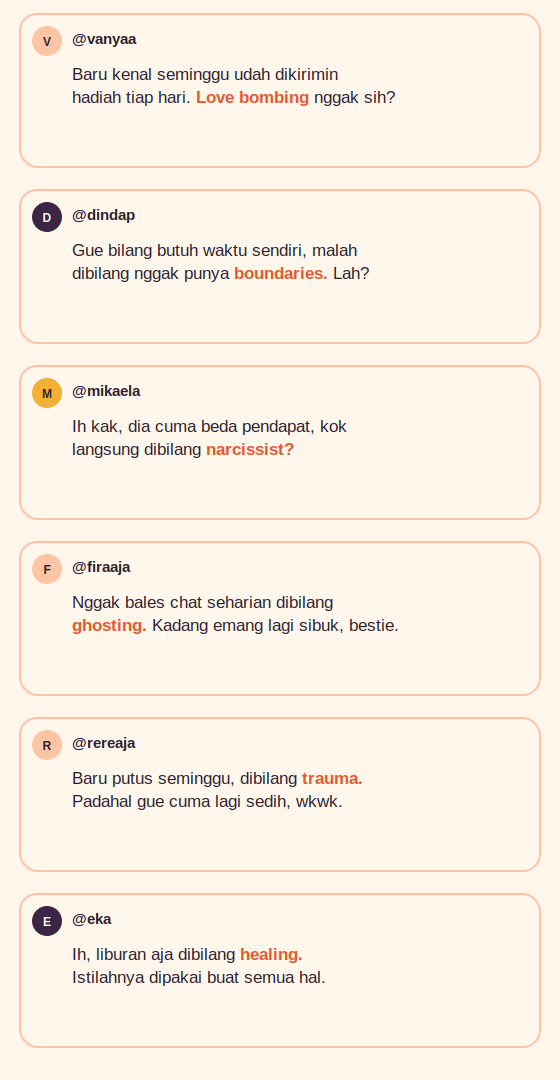 V
@vanyaa
Baru kenal seminggu udah dikirimin
hadiah tiap hari. Love bombing nggak sih?
D
@dindap
Gue bilang butuh waktu sendiri, malah
dibilang nggak punya boundaries. Lah?
M
@mikaela
Ih kak, dia cuma beda pendapat, kok
langsung dibilang narcissist?
F
@firaaja
Nggak bales chat seharian dibilang
ghosting. Kadang emang lagi sibuk, bestie.
R
@rereaja
Baru putus seminggu, dibilang trauma.
Padahal gue cuma lagi sedih, wkwk.
E
@eka
Ih, liburan aja dibilang healing.
Istilahnya dipakai buat semua hal.